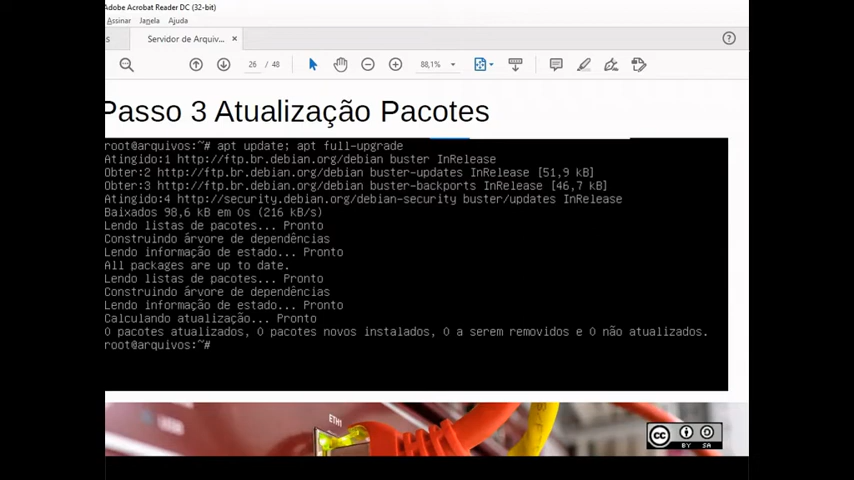 Adobe Acrobat Reader DC (32-bit)
Assinar Janela Ajuda
s Servidor de Arquiv... ×
26 / 48 88,1%
Passo 3 Atualização Pacotes
root@arquivos:~# apt update; apt full-upgrade
Atingido:1 http://ftp.br.debian.org/debian buster InRelease
Obter:2 http://ftp.br.debian.org/debian buster-updates InRelease [51,9 kB]
Obter:3 http://ftp.br.debian.org/debian buster-backports InRelease [46,7 kB]
Atingido:4 http://security.debian.org/debian-security buster/updates InRelease
Baixados 98,6 kB em 0s (216 kB/s)
Lendo listas de pacotes... Pronto
Construindo árvore de dependências
Lendo informação de estado... Pronto
All packages are up to date.
Lendo listas de pacotes... Pronto
Construindo árvore de dependências
Lendo informação de estado... Pronto
Calculando atualização... Pronto
0 pacotes atualizados, 0 pacotes novos instalados, 0 a serem removidos e 0 não atualizados.
root@arquivos:~#
ETH1
cc
BY SA